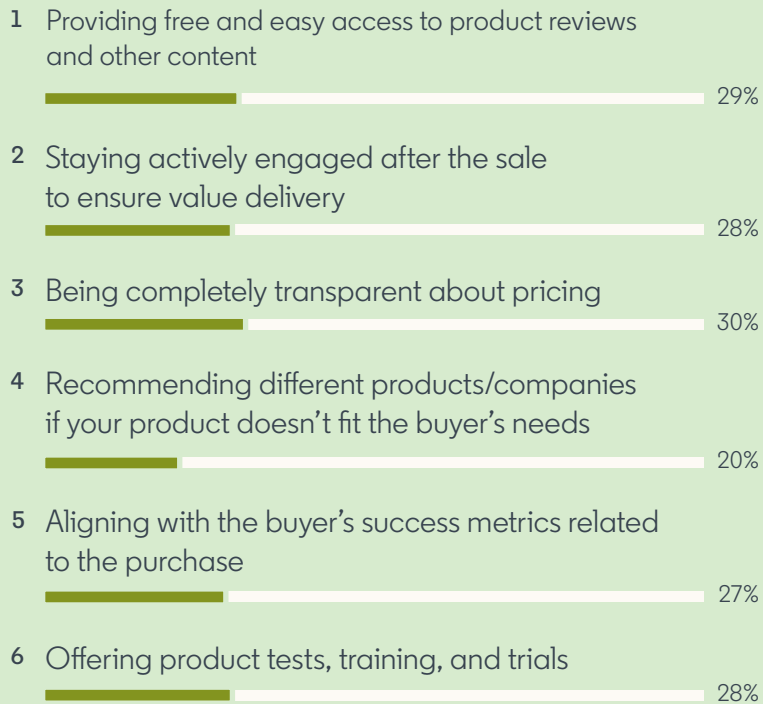 1 Providing free and easy access to product reviews
and other content
29%
2 Staying actively engaged after the sale
to ensure value delivery
28%
3 Being completely transparent about pricing
30%
4 Recommending different products/companies
if your product doesn’t fit the buyer’s needs
20%
5 Aligning with the buyer’s success metrics related
to the purchase
27%
6 Offering product tests, training, and trials
28%